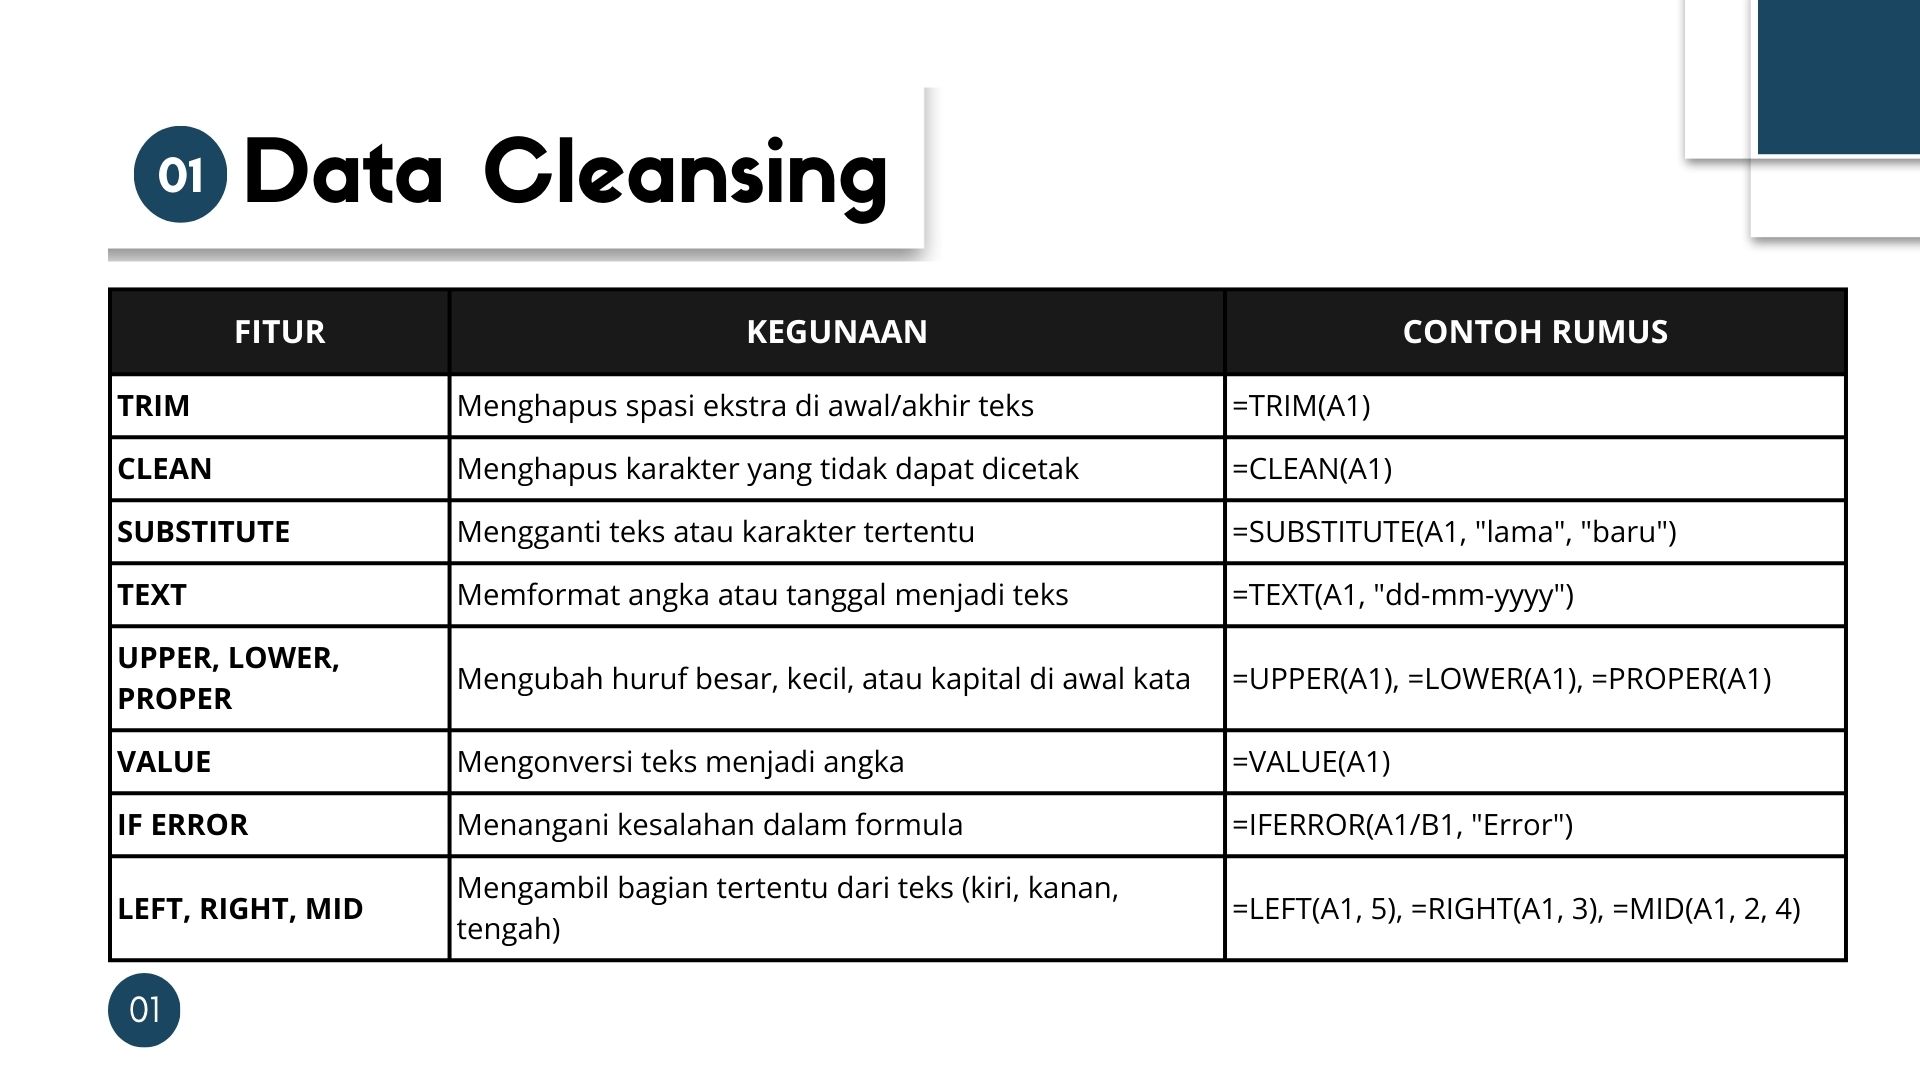 01 Data Cleansing
FITUR KEGUNAAN CONTOH RUMUS
TRIM Menghapus spasi ekstra di awal/akhir teks =TRIM(A1)
CLEAN Menghapus karakter yang tidak dapat dicetak =CLEAN(A1)
SUBSTITUTE Mengganti teks atau karakter tertentu =SUBSTITUTE(A1, "lama", "baru")
TEXT Memformat angka atau tanggal menjadi teks =TEXT(A1, "dd-mm-yyyy")
UPPER, LOWER,
PROPER
Mengubah huruf besar, kecil, atau kapital di awal kata =UPPER(A1), =LOWER(A1), =PROPER(A1)
VALUE Mengonversi teks menjadi angka =VALUE(A1)
IF ERROR Menangani kesalahan dalam formula =IFERROR(A1/B1, "Error")
LEFT, RIGHT, MID
Mengambil bagian tertentu dari teks (kiri, kanan,
tengah)
=LEFT(A1, 5), =RIGHT(A1, 3), =MID(A1, 2, 4)
01